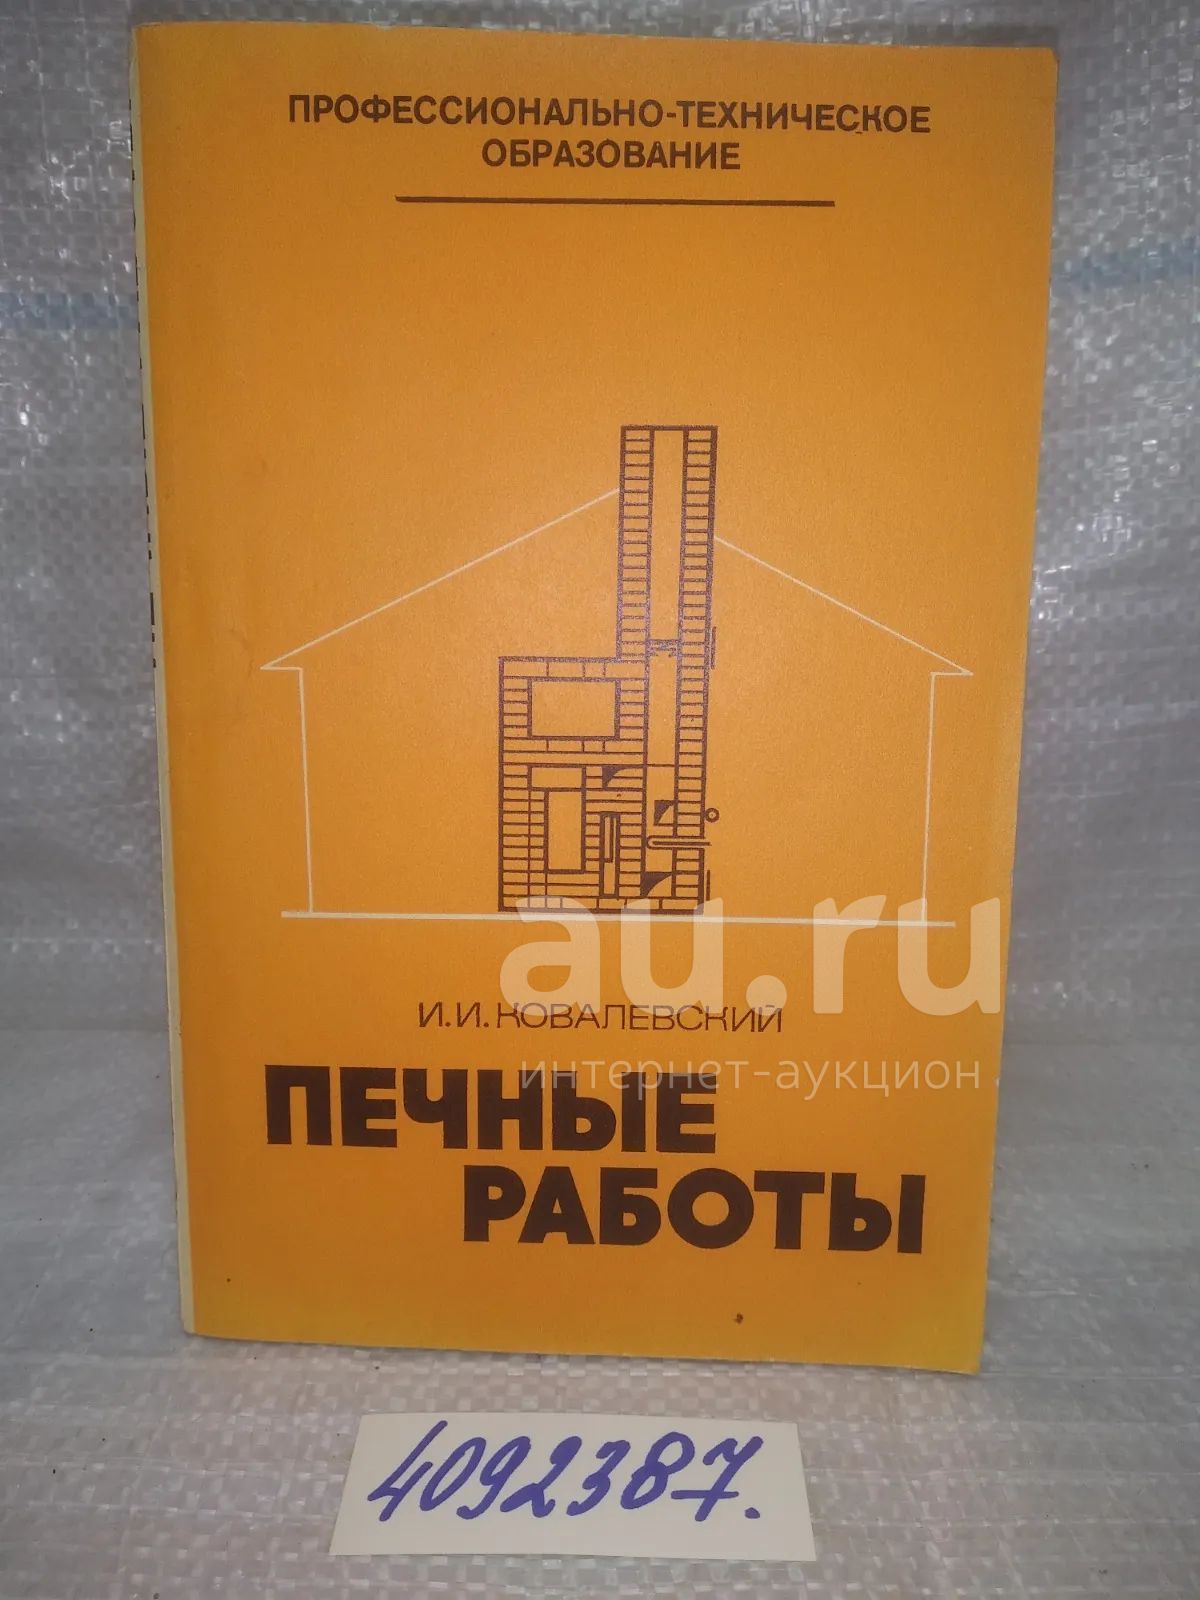 ПРОФЕССИОНАЛЬНО-ТЕХНИЧЕСКОЕ
ОБРАЗОВАНИЕ
au.ru
И.И.КОВАЛЕВСКИЙ
интернет-аукцион
ПЕЧНЫЕ
РАБОТЫ
4092387.